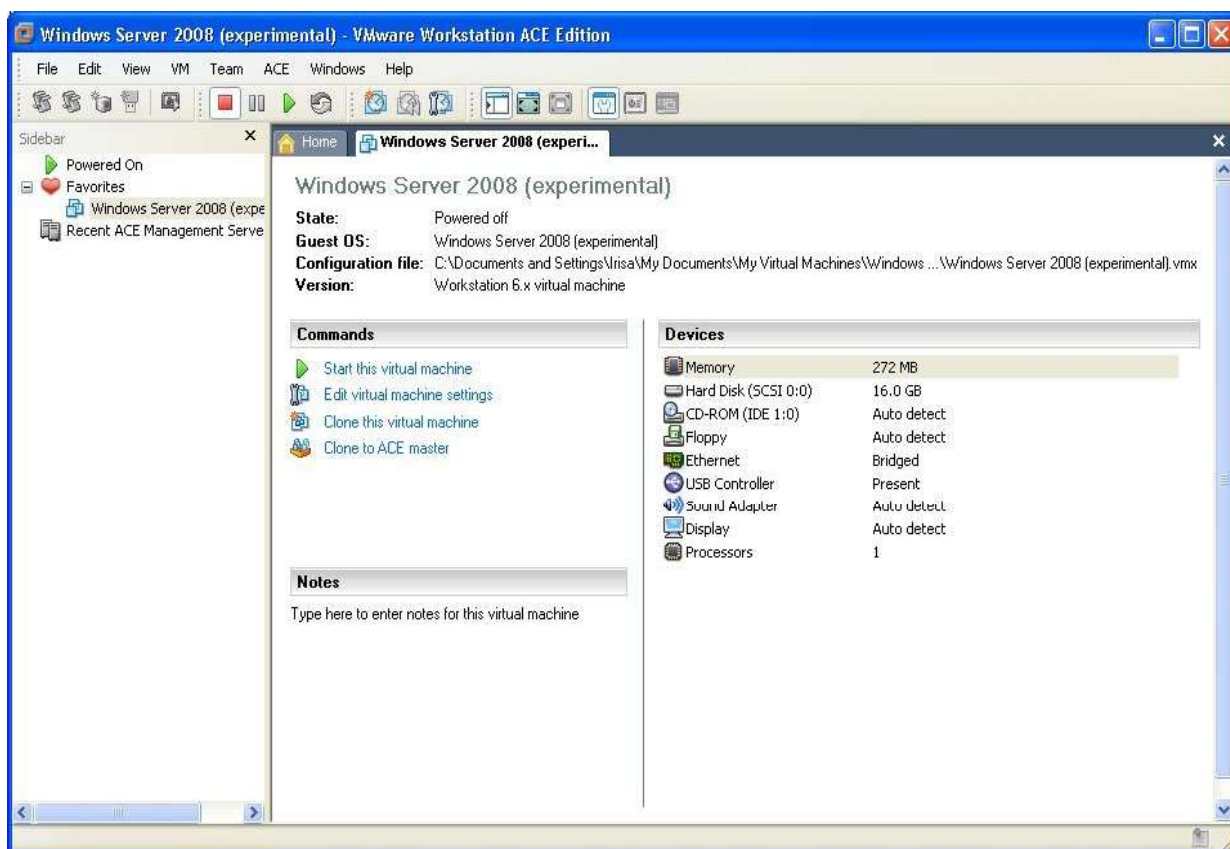 Windows Server 2008 (experimental) - VMware Workstation ACE Edition
File Edit View VM Team ACE Windows Help
Sidebar
Powered On
Favorites
Windows Server 2008 (expe
Recent ACE Management Serve
Home Windows Server 2008 (experi...
Windows Server 2008 (experimental)
State: Powered off
Guest OS: Windows Server 2008 (experimental)
Configuration file: C:\Documents and Settings\Irisa\My Documents\My Virtual Machines\Windows ...\Windows Server 2008 (experimental).vmx
Version: Workstation 6.x virtual machine
Commands
Start this virtual machine
Edit virtual machine settings
Clone this virtual machine
Clone to ACE master
Notes
Type here to enter notes for this virtual machine
Devices
Memory 272 MB
Hard Disk (SCSI 0:0) 16.0 GB
CD-ROM (IDE 1:0) Auto detect
Floppy Auto detect
Ethernet Bridged
USB Controller Present
Sound Adapter Auto detect
Display Auto detect
Processors 1